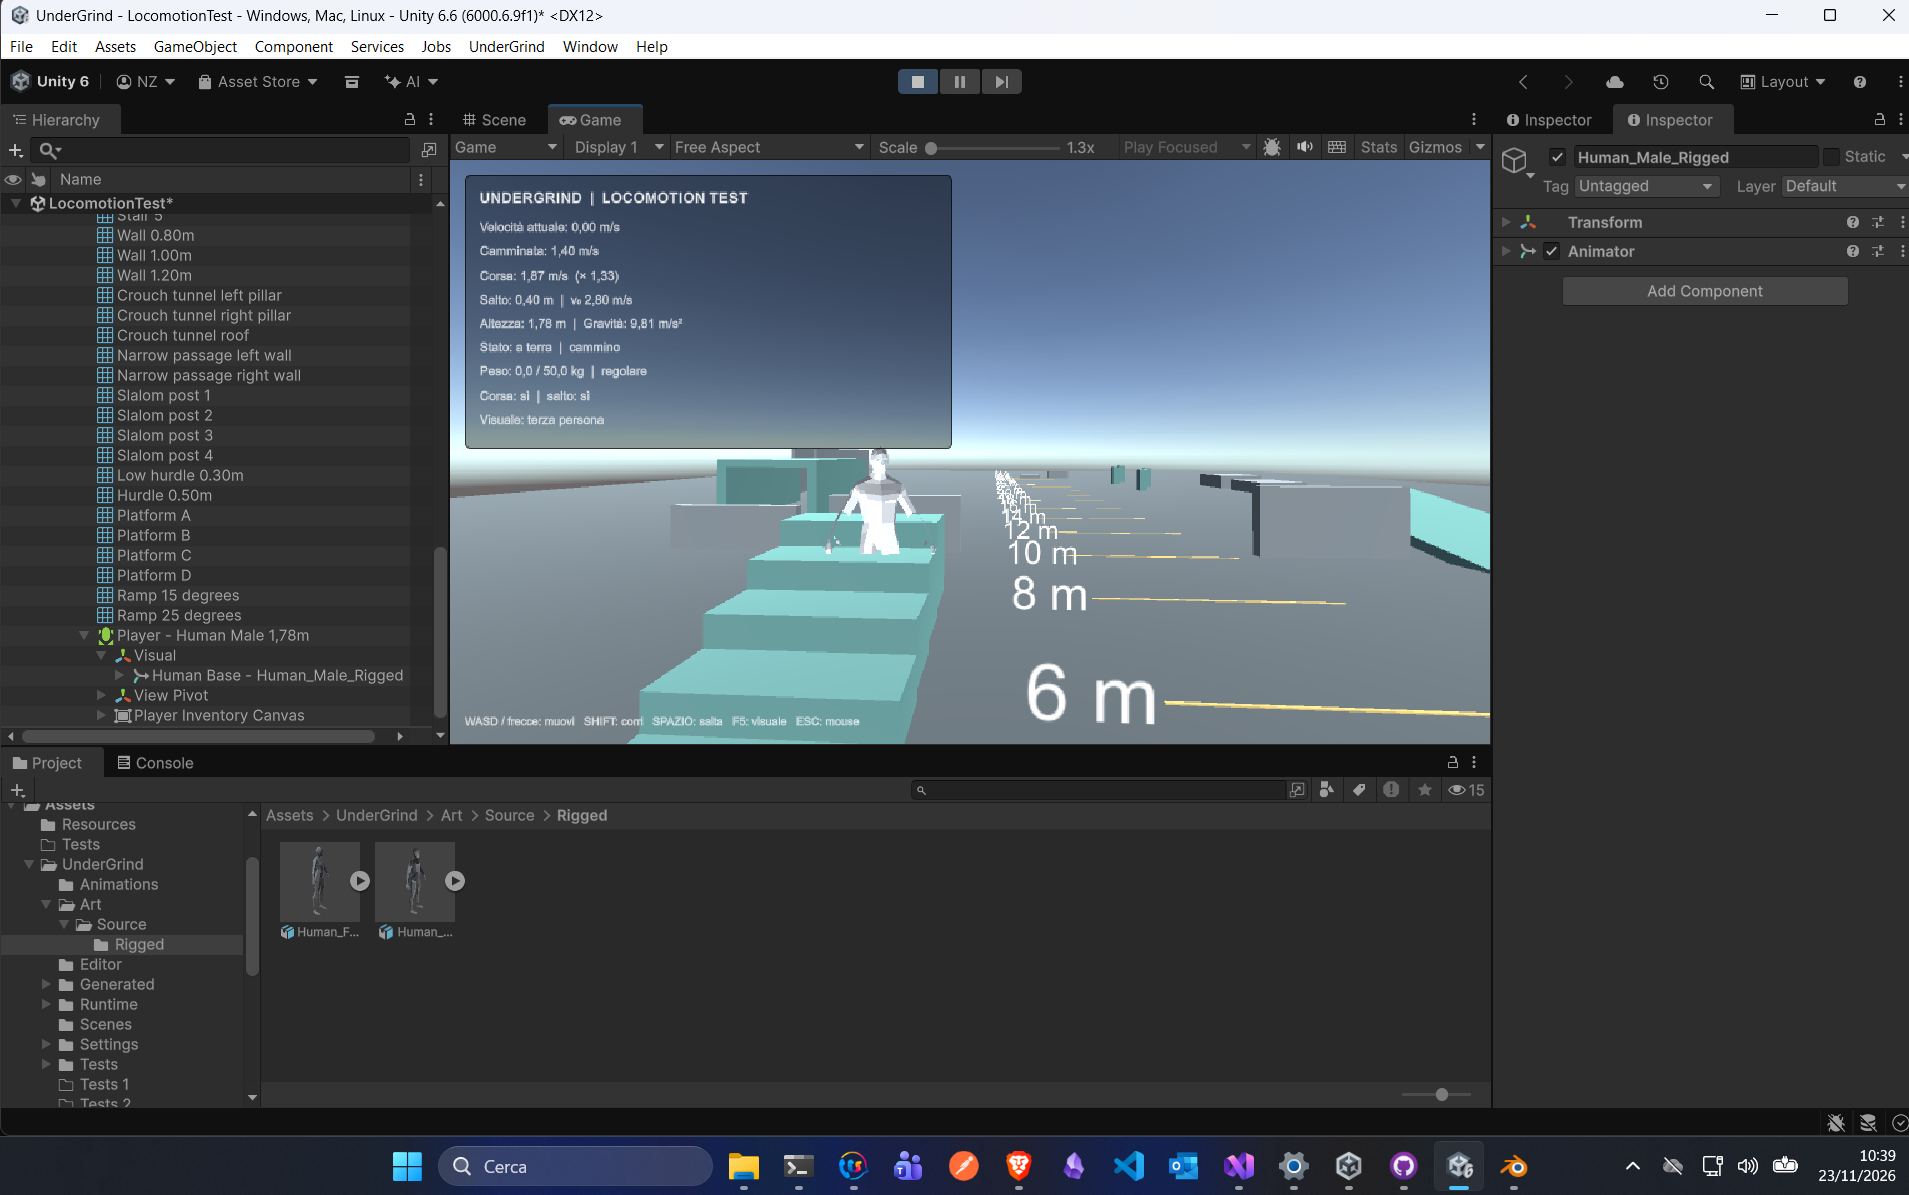 UnderGrind - LocomotionTest - Windows, Mac, Linux - Unity 6.6 (6000.6.9f1)* <DX12>
File Edit Assets GameObject Component Services Jobs UnderGrind Window Help
Unity 6 NZ Asset Store AI Layout
Hierarchy
Scene Game
Inspector Inspector
Game Display 1 Free Aspect Scale 1.3x Play Focused Stats Gizmos
Name
LocomotionTest*
Stair 5
Wall 0.80m
Wall 1.00m
Wall 1.20m
Crouch tunnel left pillar
Crouch tunnel right pillar
Crouch tunnel roof
Narrow passage left wall
Narrow passage right wall
Slalom post 1
Slalom post 2
Slalom post 3
Slalom post 4
Low hurdle 0.30m
Hurdle 0.50m
Platform A
Platform B
Platform C
Platform D
Ramp 15 degrees
Ramp 25 degrees
Player - Human Male 1,78m
Visual
Human Base - Human_Male_Rigged
View Pivot
Player Inventory Canvas
UNDERGRIND | LOCOMOTION TEST
Velocità attuale: 0,00 m/s
Camminata: 1,40 m/s
Corsa: 1,87 m/s (× 1,33)
Salto: 0,40 m | v₀ 2,80 m/s
Altezza: 1,78 m | Gravità: 9,81 m/s²
Stato: a terra | cammino
Peso: 0,0 / 50,0 kg | regolare
Corsa: sì | salto: sì
Visuale: terza persona
14 m
12 m
10 m
8 m
6 m
WASD / frecce: muovi SHIFT: corri SPAZIO: salta F5: visuale ESC: mouse
Human_Male_Rigged Static
Tag Untagged Layer Default
Transform
Animator
Add Component
Project Console
15
Assets
Resources
Tests
UnderGrind
Animations
Art
Source
Rigged
Editor
Generated
Runtime
Scenes
Settings
Tests
Tests 1
Tests 2
Assets > UnderGrind > Art > Source > Rigged
Human_F... Human_...
Cerca
10:39
23/11/2026